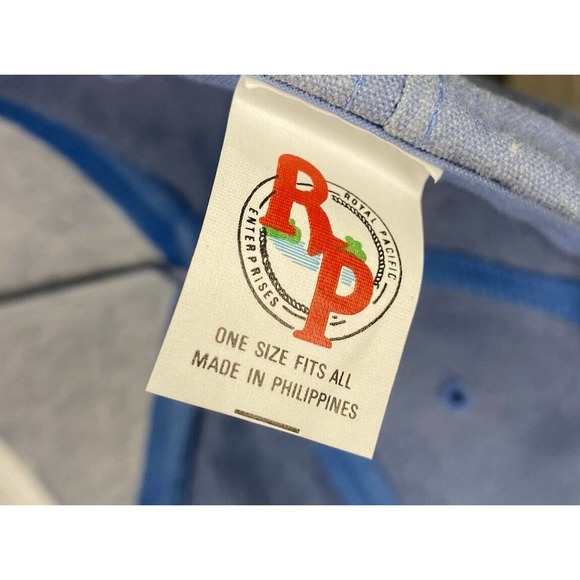 RP
ROYAL PACIFIC
ENTERPRISES
ONE SIZE FITS ALL
MADE IN PHILIPPINES